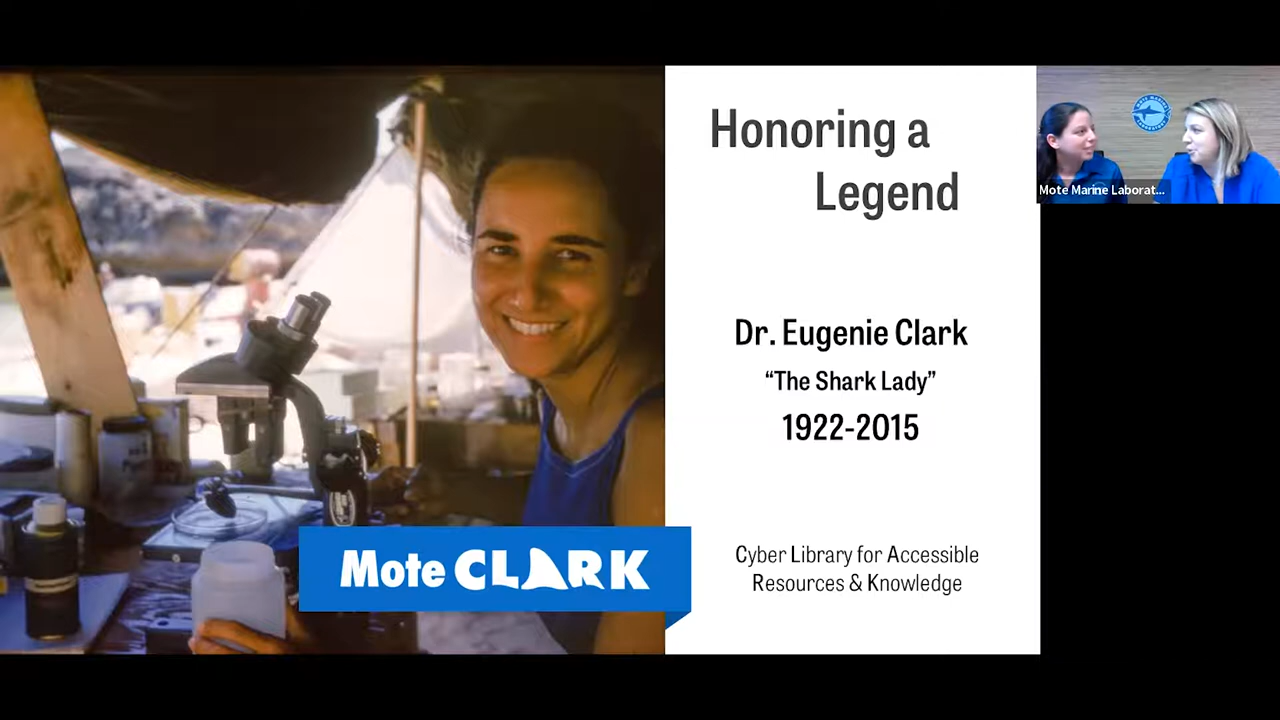 Honoring a
Legend
Dr. Eugenie Clark
“The Shark Lady”
1922-2015
Mote CLARK
Cyber Library for Accessible
Resources & Knowledge
Mote Marine Laborat...